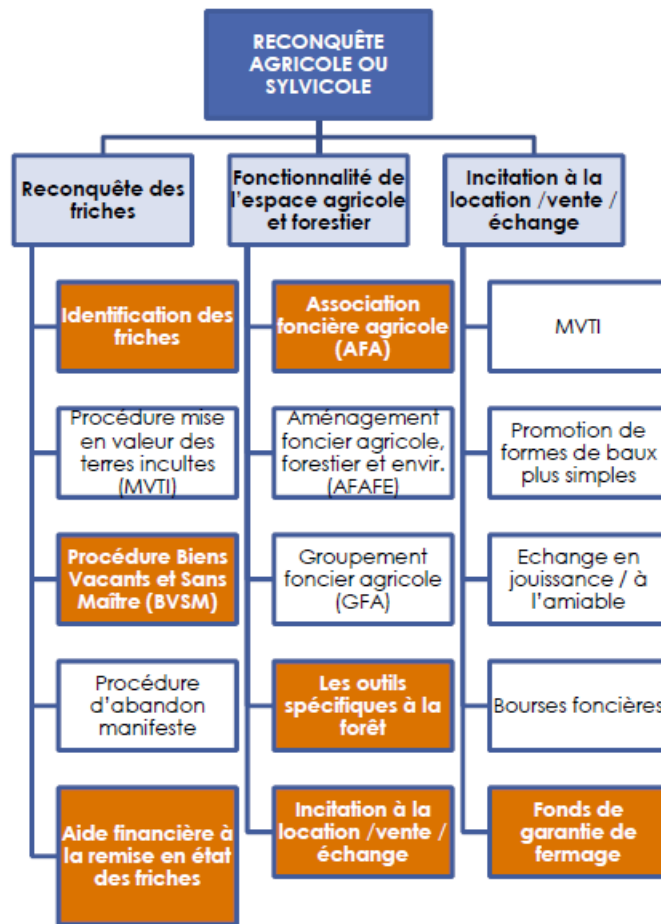 RECONQUÊTE
AGRICOLE OU
SYLVICOLE
Reconquête des
friches
Identification des
friches
Procédure mise
en valeur des
terres incultes
(MVTI)
Procédure Biens
Vacants et Sans
Maître (BVSM)
Procédure
d'abandon
manifeste
Aide financière à
la remise en état
des friches
Fonctionnalité de
l'espace agricole
et forestier
Association
foncière agricole
(AFA)
Aménagement
foncier agricole,
forestier et envir.
(AFAFE)
Groupement
foncier agricole
(GFA)
Les outils
spécifiques à la
forêt
Incitation à la
location /vente /
échange
Incitation à la
location /vente /
échange
MVTI
Promotion de
formes de baux
plus simples
Echange en
jouissance / à
l'amiable
Bourses foncières
Fonds de
garantie de
fermage